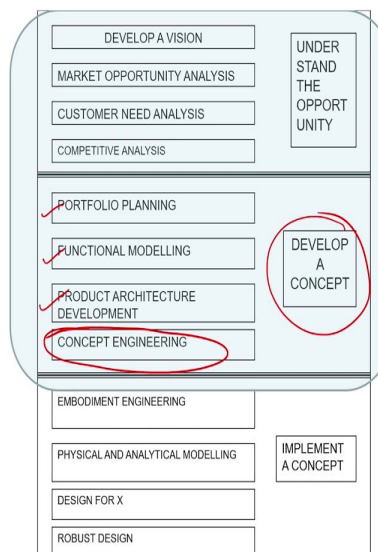 DEVELOP A VISION
MARKET OPPORTUNITY ANALYSIS
CUSTOMER NEED ANALYSIS
COMPETITIVE ANALYSIS
UNDER
STAND
THE
OPPORT
UNITY
PORTFOLIO PLANNING
FUNCTIONAL MODELLING
PRODUCT ARCHITECTURE
DEVELOPMENT
CONCEPT ENGINEERING
DEVELOP
A
CONCEPT
EMBODIMENT ENGINEERING
PHYSICAL AND ANALYTICAL MODELLING
DESIGN FOR X
ROBUST DESIGN
IMPLEMENT
A CONCEPT